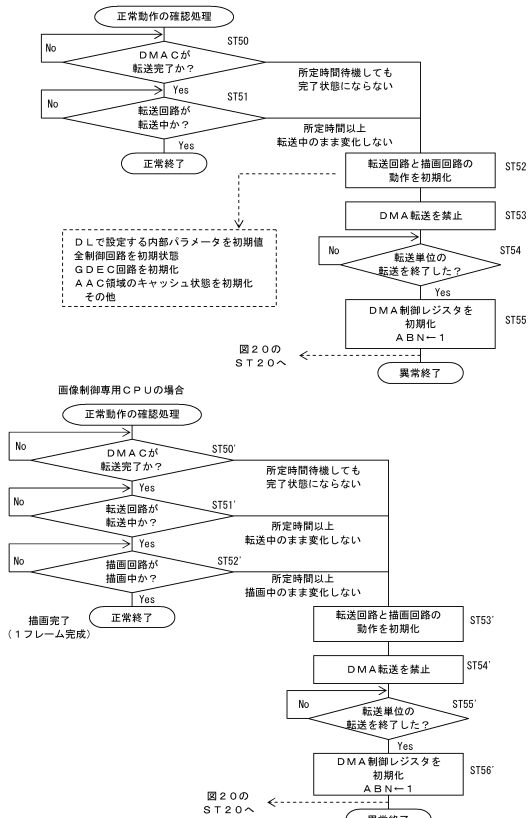 正常動作の確認処理
DMACが
転送完了か？
ST50
No
所定時間待機しても
完了状態にならない
Yes
転送回路が
転送中か？
ST51
No
所定時間以上
転送中のまま変化しない
Yes
正常終了
転送回路と描画回路の
動作を初期化
ST52
DMA転送を禁止
ST53
DLで設定する内部パラメータを初期値
全制御回路を初期状態
GDEC回路を初期化
AAC領域のキャッシュ状態を初期化
その他
No
転送単位の
転送を終了した？
ST54
Yes
DMA制御レジスタを
初期化
ABN←1
ST55
図20の
ST20へ
異常終了
画像制御専用CPUの場合
正常動作の確認処理
DMACが
転送完了か？
ST50'
No
所定時間待機しても
完了状態にならない
Yes
転送回路が
転送中か？
ST51'
No
所定時間以上
転送中のまま変化しない
Yes
描画回路が
描画中か？
ST52'
No
所定時間以上
描画中のまま変化しない
Yes
描画完了
（１フレーム完成）
正常終了
転送回路と描画回路の
動作を初期化
ST53'
DMA転送を禁止
ST54'
No
転送単位の
転送を終了した？
ST55'
Yes
DMA制御レジスタを
初期化
ABN←1
ST56'
図20の
ST20へ